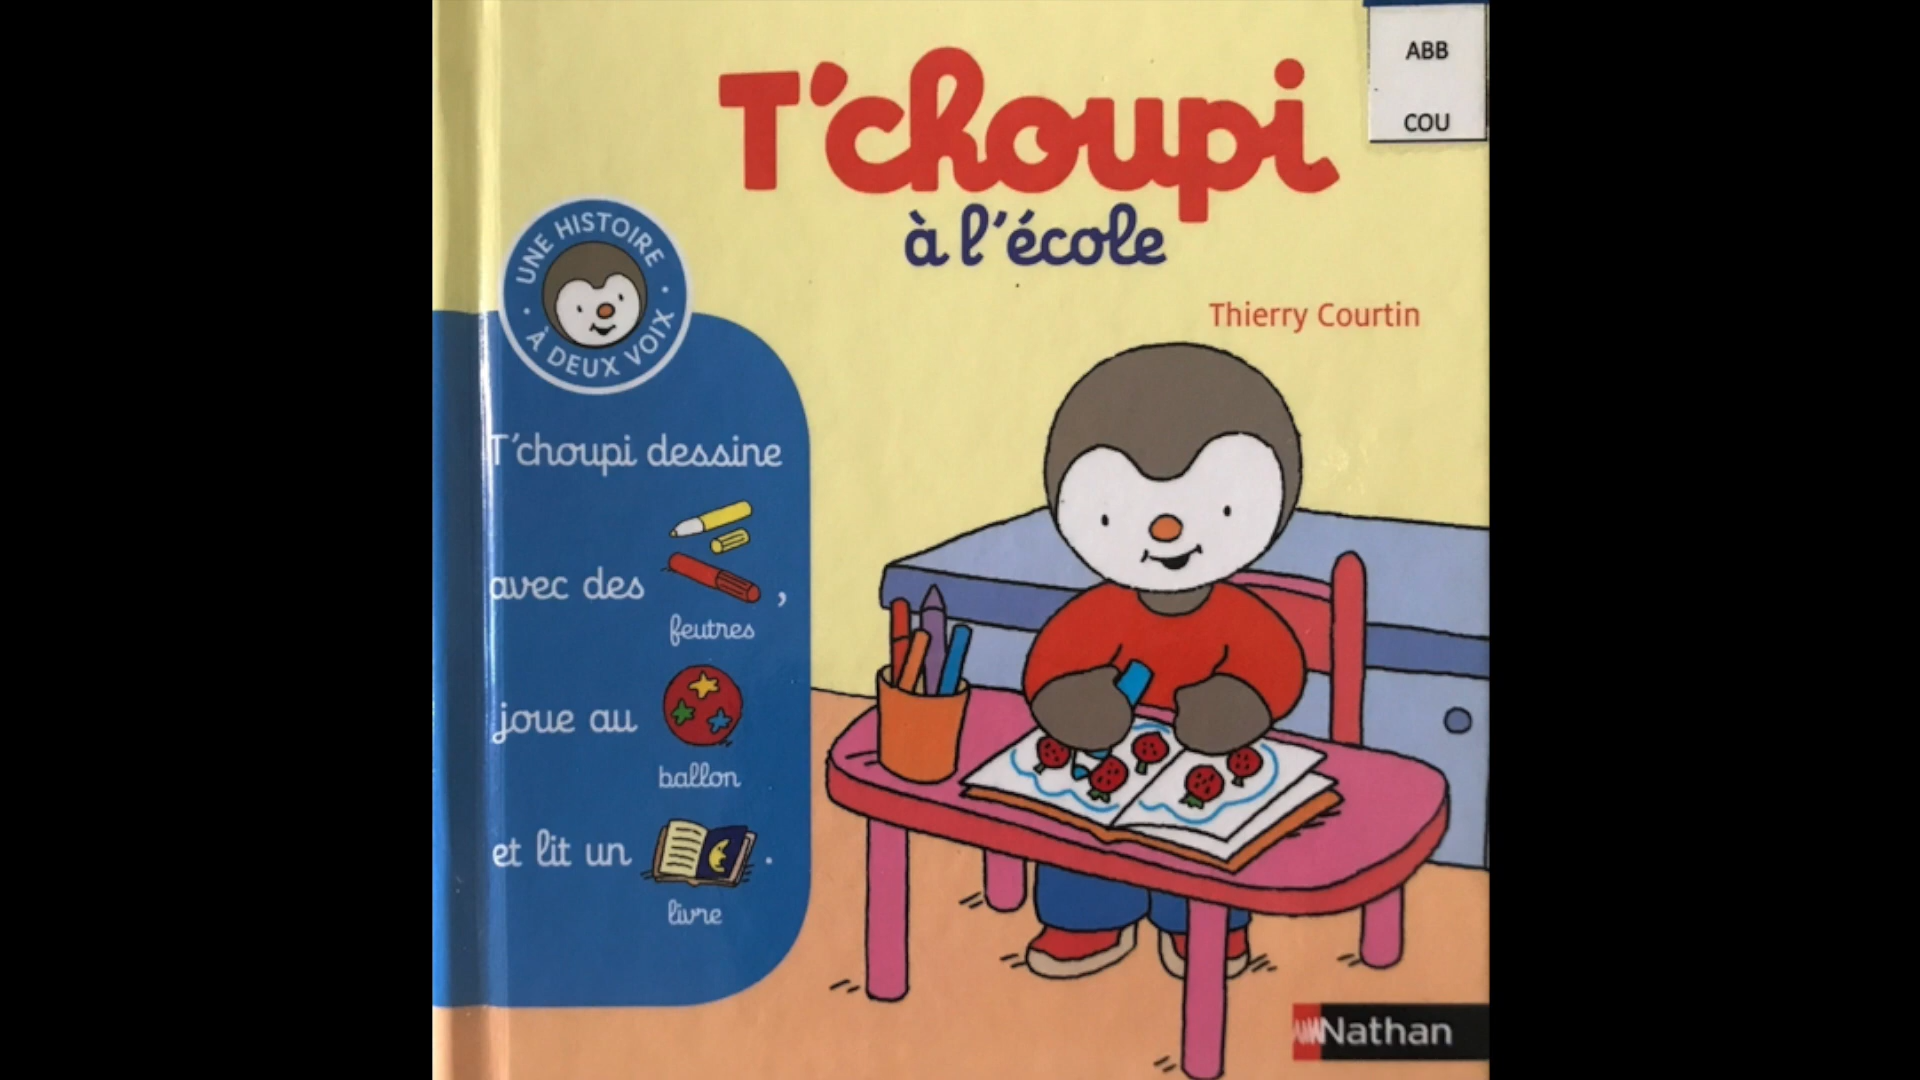 T'choupi
à l'école
Thierry Courtin
ABB
COU
UNE HISTOIRE
À DEUX VOIX
T'choupi dessine
avec des ,
feutres
joue au
ballon
et lit un .
livre
Nathan